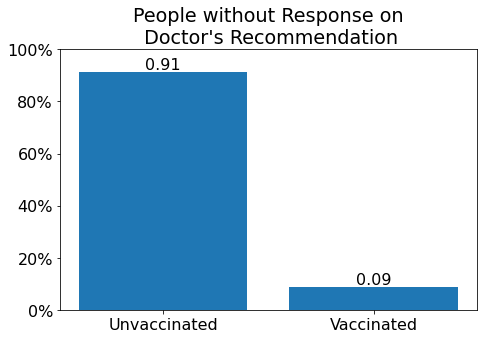 People without Response on
Doctor's Recommendation
100%
80%
60%
40%
20%
0%
0.91
0.09
Unvaccinated
Vaccinated